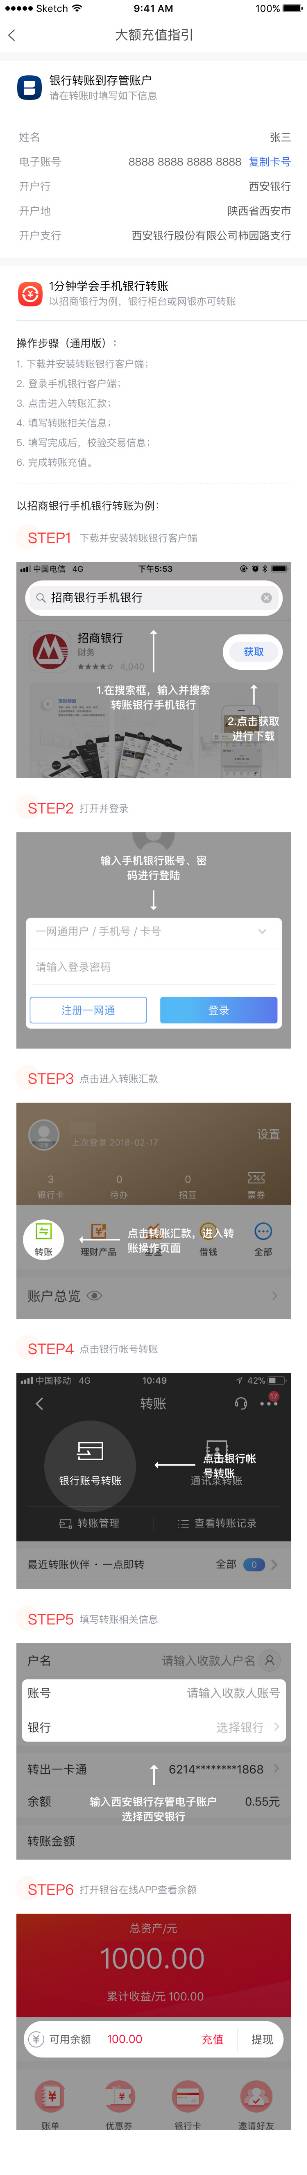 Sketch
9:41 AM
100%
大额充值指引
银行转账到存管账户
请在转账时填写如下信息
姓名 张三
电子账号 8888 8888 8888 8888 复制卡号
开户行 西安银行
开户地 陕西省西安市
开户支行 西安银行股份有限公司柿园路支行
1分钟学会手机银行转账
以招商银行为例，银行柜台或网银亦可转账
操作步骤（通用版）：
1. 下载并安装转账银行客户端；
2. 登录手机银行客户端；
3. 点击进入转账汇款；
4. 填写转账相关信息；
5. 填写完成后，校验交易信息；
6. 完成转账充值。
以招商银行手机银行转账为例：
STEP1 下载并安装转账银行客户端
中国电信 4G 下午5:53
招商银行手机银行
招商银行
财务
4,040
获取
1.在搜索框，输入并搜索
转账银行手机银行
2.点击获取
进行下载
STEP2 打开并登录
输入手机银行账号、密
码进行登陆
一网通用户 / 手机号 / 卡号
请输入登录密码
注册一网通 登录
STEP3 点击进入转账汇款
上次登录 2018-02-17 设置
3 0 0
银行卡 待办 招豆 票券
转账 理财产品 借钱 全部
点击转账汇款，进入转
账操作页面
账户总览
STEP4 点击银行帐号转账
中国移动 4G 10:49 42%
转账
银行账号转账 通讯录转账
点击银行帐
号转账
转账管理 查看转账记录
最近转账伙伴 · 一点即转 全部 0
STEP5 填写转账相关信息
户名 请输入收款人户名
账号 请输入收款人账号
银行 选择银行
转出一卡通 6214********1868
余额 0.55元
输入西安银行存管电子账户
选择西安银行
转账金额
STEP6 打开银谷在线APP查看余额
总资产/元
1000.00
累计收益/元 100.00
可用余额 100.00 充值 提现
账单 优惠券 银行卡 邀请好友